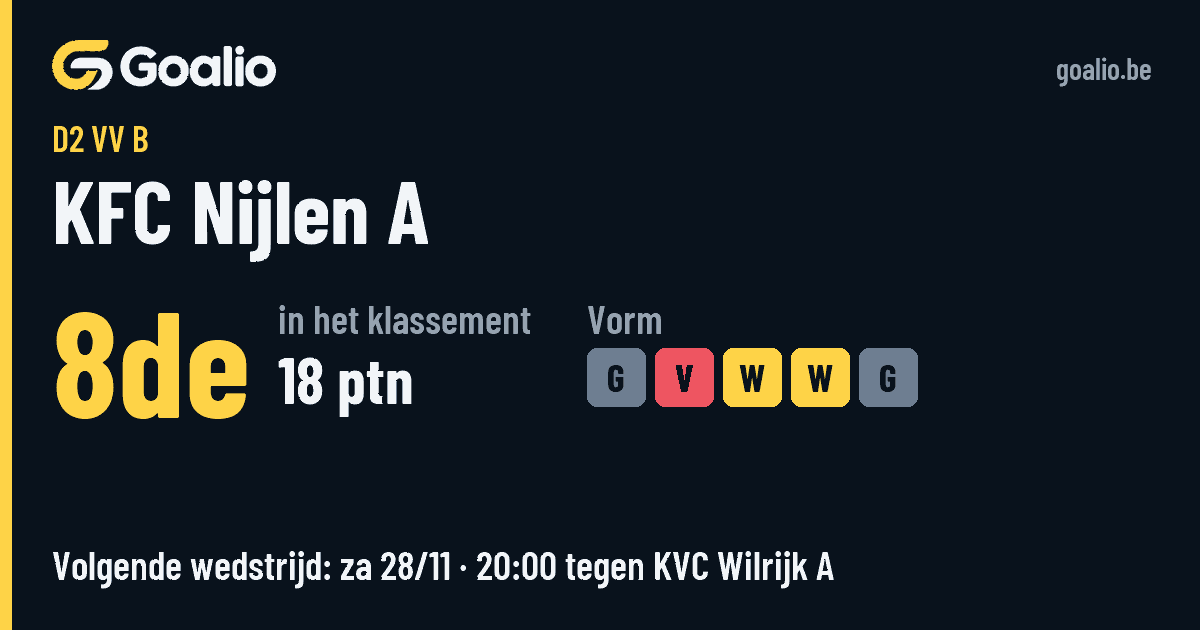 Goalio
goalio.be
D2 VV B
KFC Nijlen A
8de
in het klassement
18 ptn
Vorm
G V W W G
Volgende wedstrijd: za 28/11 · 20:00 tegen KVC Wilrijk A